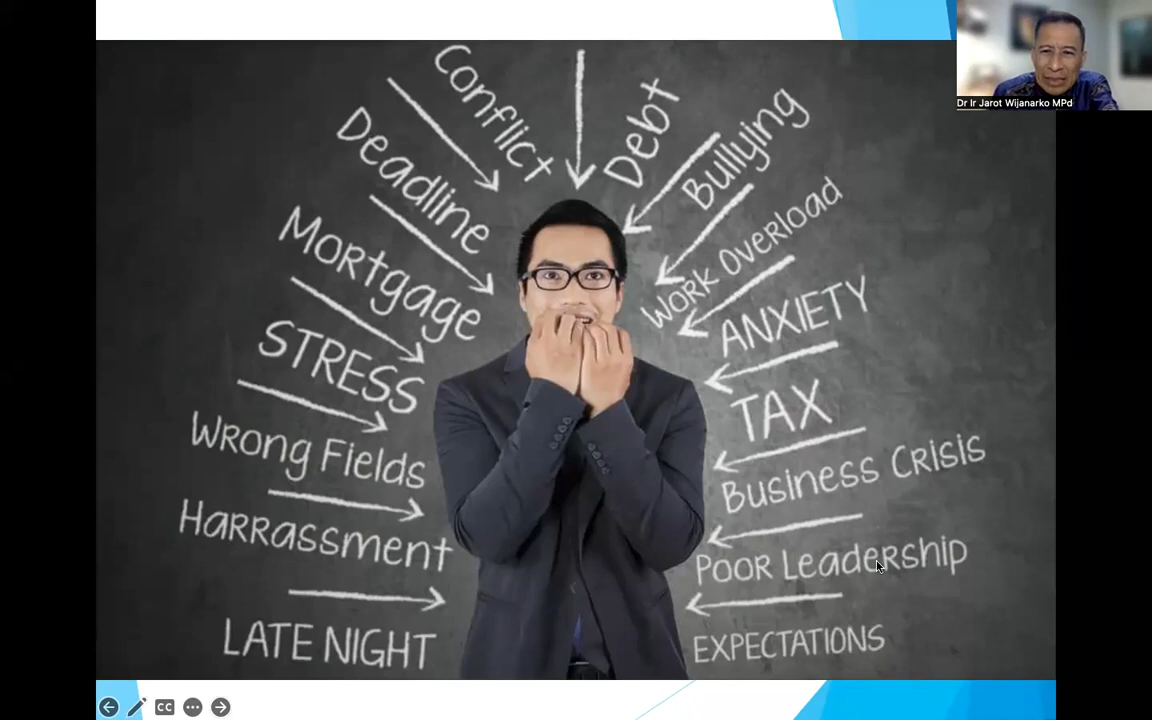 Conflict
Debt
Deadline
Bullying
Mortgage
WORK OVERLOAD
STRESS
ANXIETY
Wrong Fields
TAX
Harrassment
Business Crisis
LATE NIGHT
Poor Leadership
EXPECTATIONS
Dr Ir Jarot Wijanarko MPd
CC